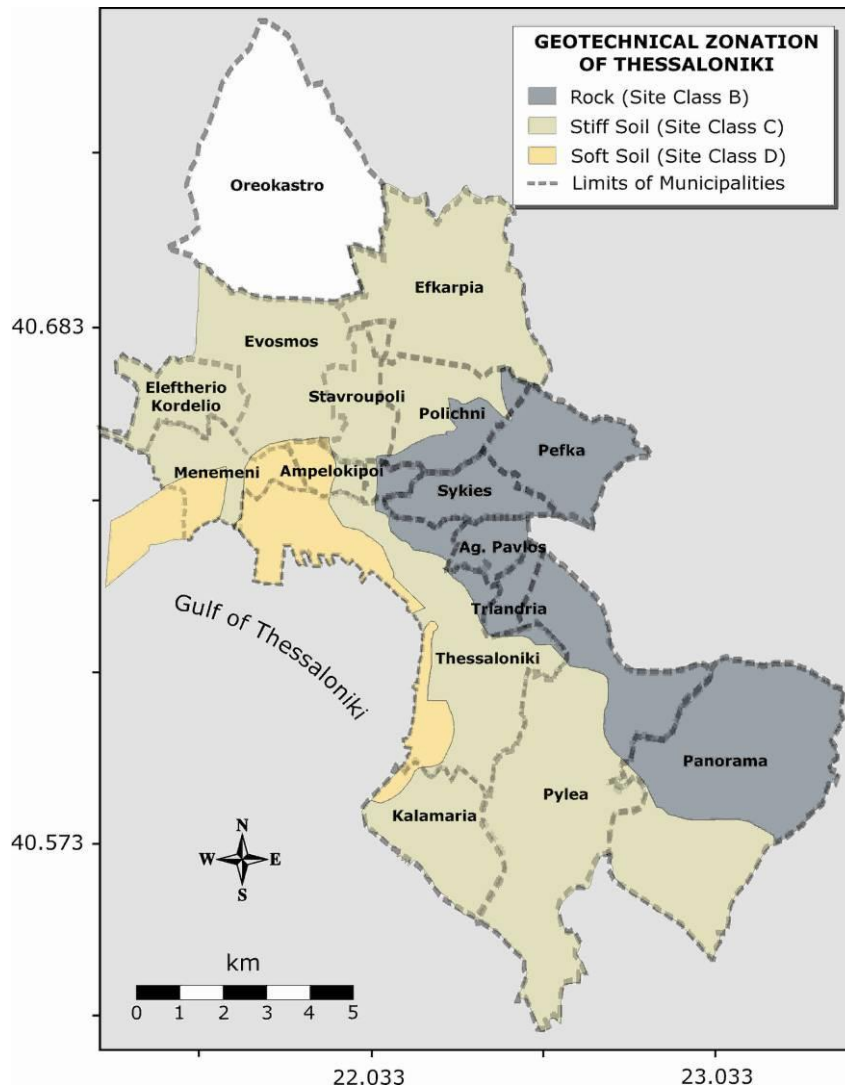 GEOTECHNICAL ZONATION
OF THESSALONIKI
Rock (Site Class B)
Stiff Soil (Site Class C)
Soft Soil (Site Class D)
Limits of Municipalities
Oreokastro
Efkarpia
40.683
Evosmos
Eleftherio
Kordelio
Stavroupoli
Polichni
Pefka
Menemeni
Ampelokipoi
Sykies
Ag. Pavlos
Triandria
Gulf of Thessaloniki
Thessaloniki
Panorama
Pylea
Kalamaria
40.573
N
W
E
S
km
0 1 2 3 4 5
22.033
23.033